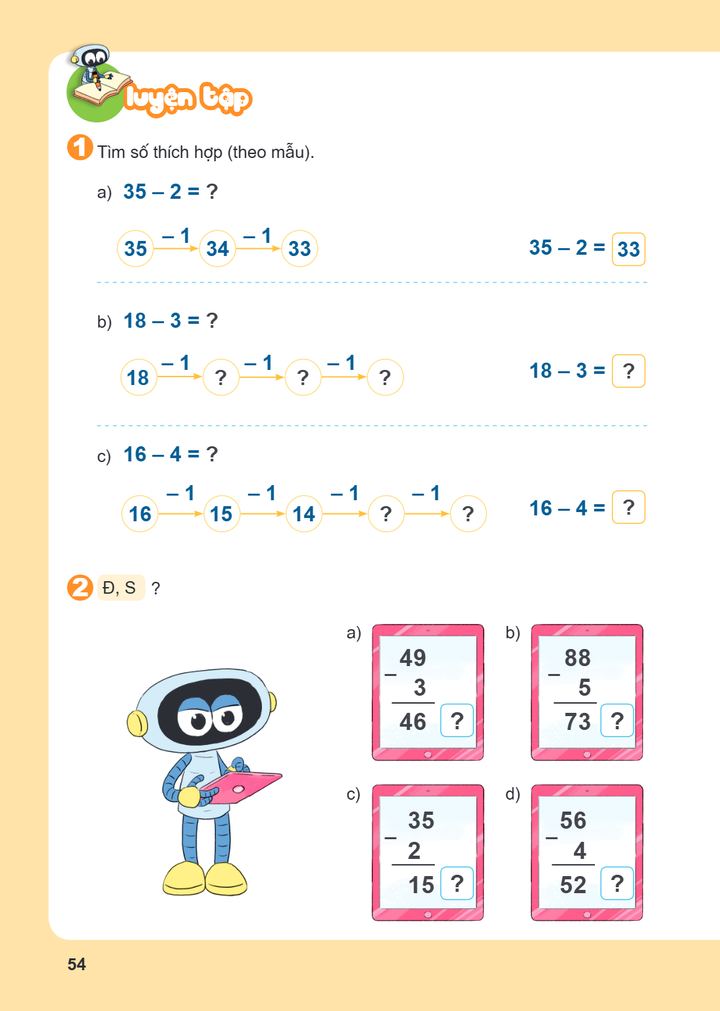 luyện tập
1 Tìm số thích hợp (theo mẫu).
a) 35 – 2 = ?
– 1 – 1
35 34 33 35 – 2 = 33
b) 18 – 3 = ?
– 1 – 1 – 1
18 ? ? ? 18 – 3 = ?
c) 16 – 4 = ?
– 1 – 1 – 1 – 1
16 15 14 ? ? 16 – 4 = ?
2 Đ, S ?
a)
49
–
3
46 ?
b)
88
–
5
73 ?
c)
35
–
2
15 ?
d)
56
–
4
52 ?
54